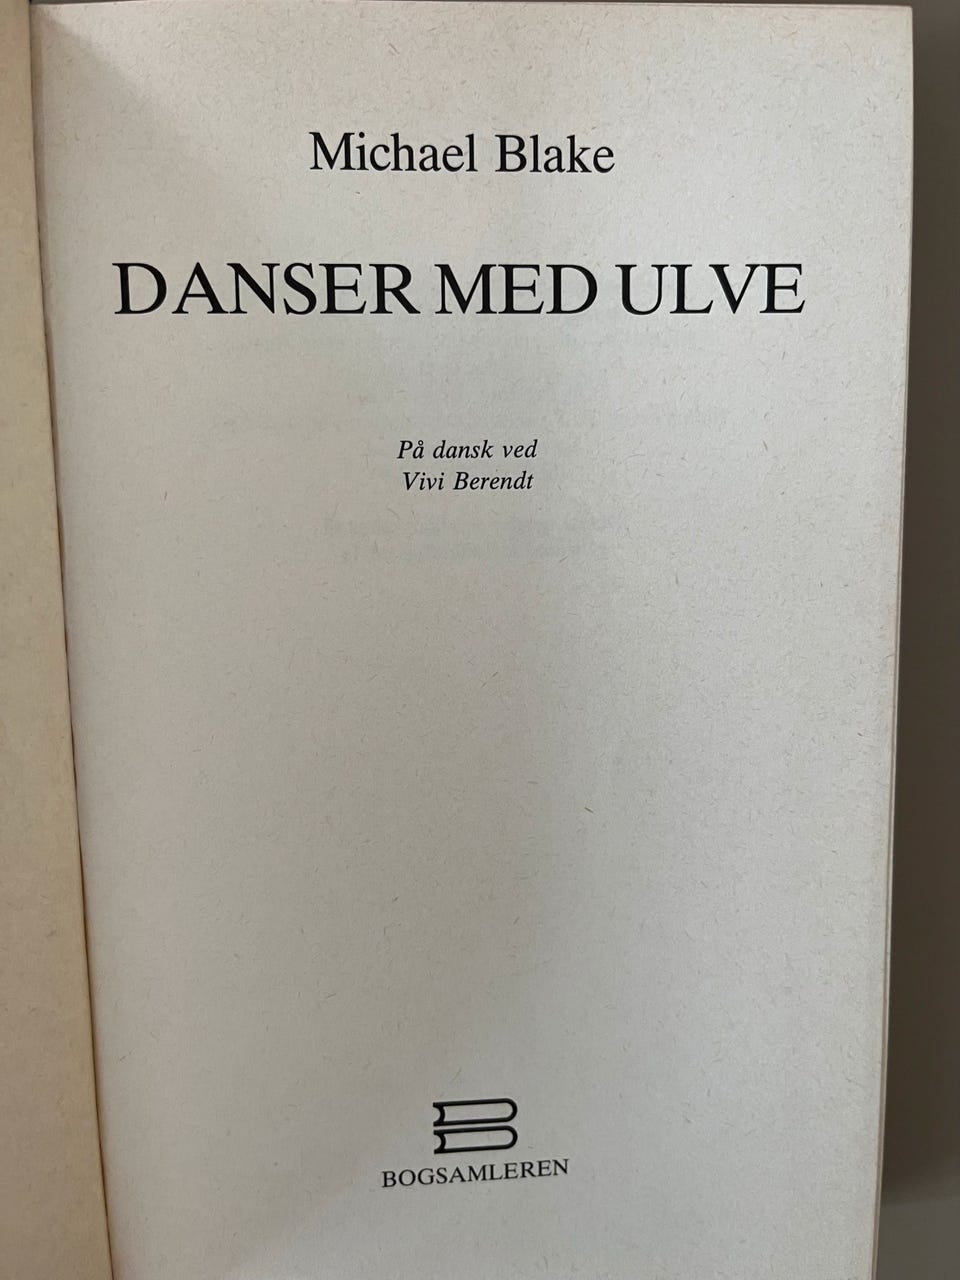 Michael Blake
DANSER MED ULVE
På dansk ved
Vivi Berendt
BOGSAMLEREN